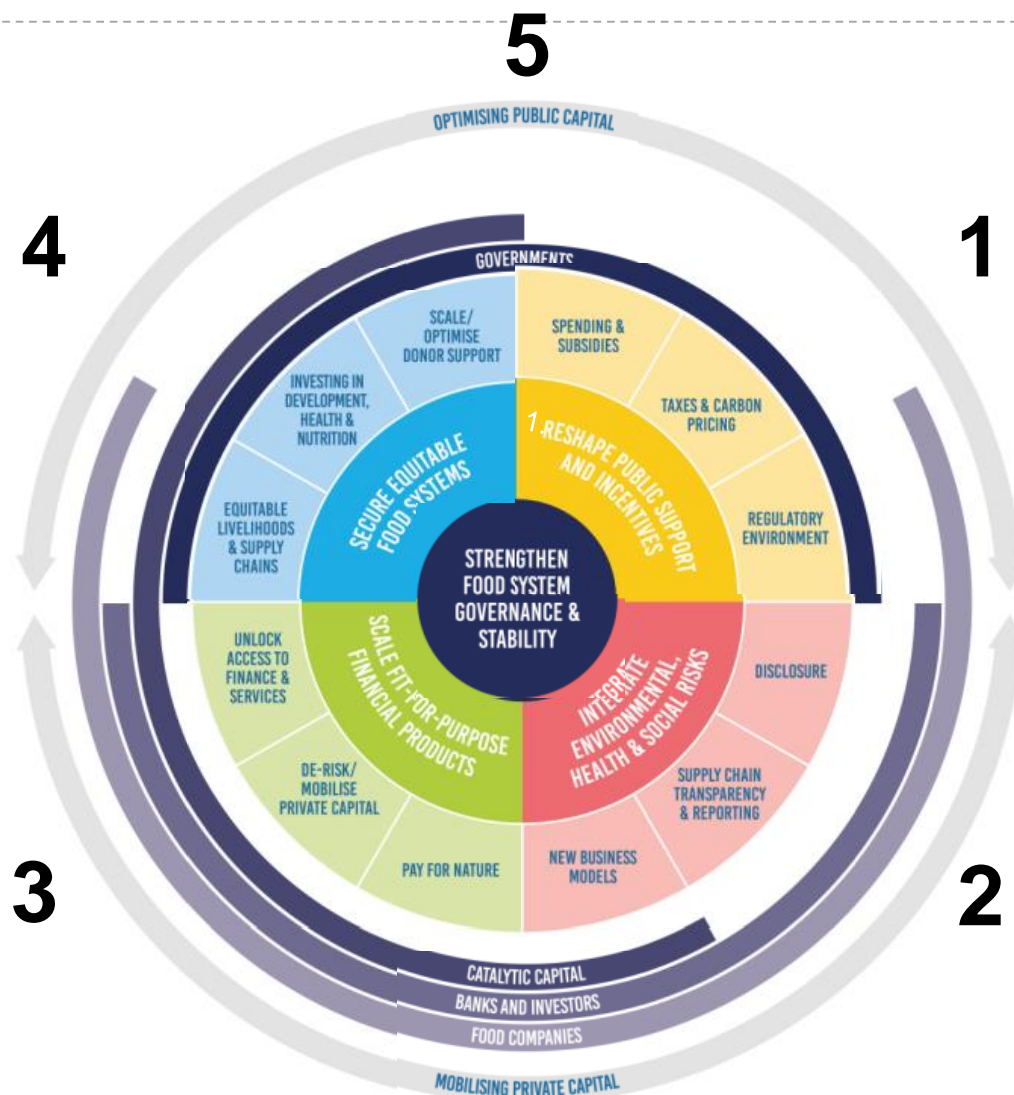 5
OPTIMISING PUBLIC CAPITAL
4
1
GOVERNMENTS
SCALE/
OPTIMISE
DONOR SUPPORT
SPENDING &
SUBSIDIES
INVESTING IN
DEVELOPMENT,
HEALTH &
NUTRITION
TAXES & CARBON
PRICING
1.
RESHAPE PUBLIC SUPPORT
AND INCENTIVES
SECURE EQUITABLE
FOOD SYSTEMS
EQUITABLE
LIVELIHOODS
& SUPPLY
CHAINS
REGULATORY
ENVIRONMENT
STRENGTHEN
FOOD SYSTEM
GOVERNANCE &
STABILITY
UNLOCK
ACCESS TO
FINANCE &
SERVICES
SCALE FIT-FOR-PURPOSE
FINANCIAL PRODUCTS
INTEGRATE
ENVIRONMENTAL,
HEALTH & SOCIAL RISKS
DISCLOSURE
DE-RISK/
MOBILISE
PRIVATE CAPITAL
SUPPLY CHAIN
TRANSPARENCY
& REPORTING
PAY FOR NATURE
NEW BUSINESS
MODELS
3
2
CATALYTIC CAPITAL
BANKS AND INVESTORS
FOOD COMPANIES
MOBILISING PRIVATE CAPITAL